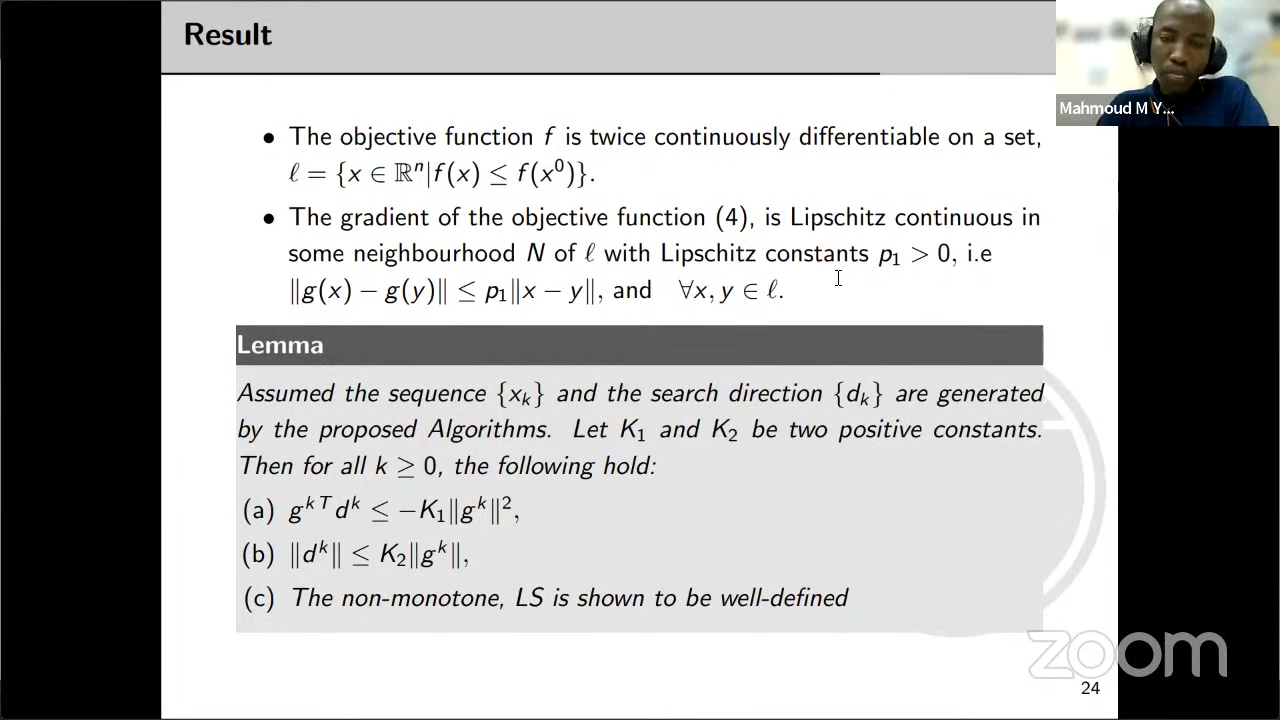 Result
Mahmoud M Y...
• The objective function f is twice continuously differentiable on a set,
ℓ = {x ∈ ℝⁿ|f(x) ≤ f(x⁰)}.
• The gradient of the objective function (4), is Lipschitz continuous in
some neighbourhood N of ℓ with Lipschitz constants p₁ > 0, i.e
‖g(x) − g(y)‖ ≤ p₁‖x − y‖, and ∀x, y ∈ ℓ.
Lemma
Assumed the sequence {xₖ} and the search direction {dₖ} are generated
by the proposed Algorithms. Let K₁ and K₂ be two positive constants.
Then for all k ≥ 0, the following hold:
(a) gᵏᵀdᵏ ≤ −K₁‖gᵏ‖²,
(b) ‖dᵏ‖ ≤ K₂‖gᵏ‖,
(c) The non-monotone, LS is shown to be well-defined
zoom
24